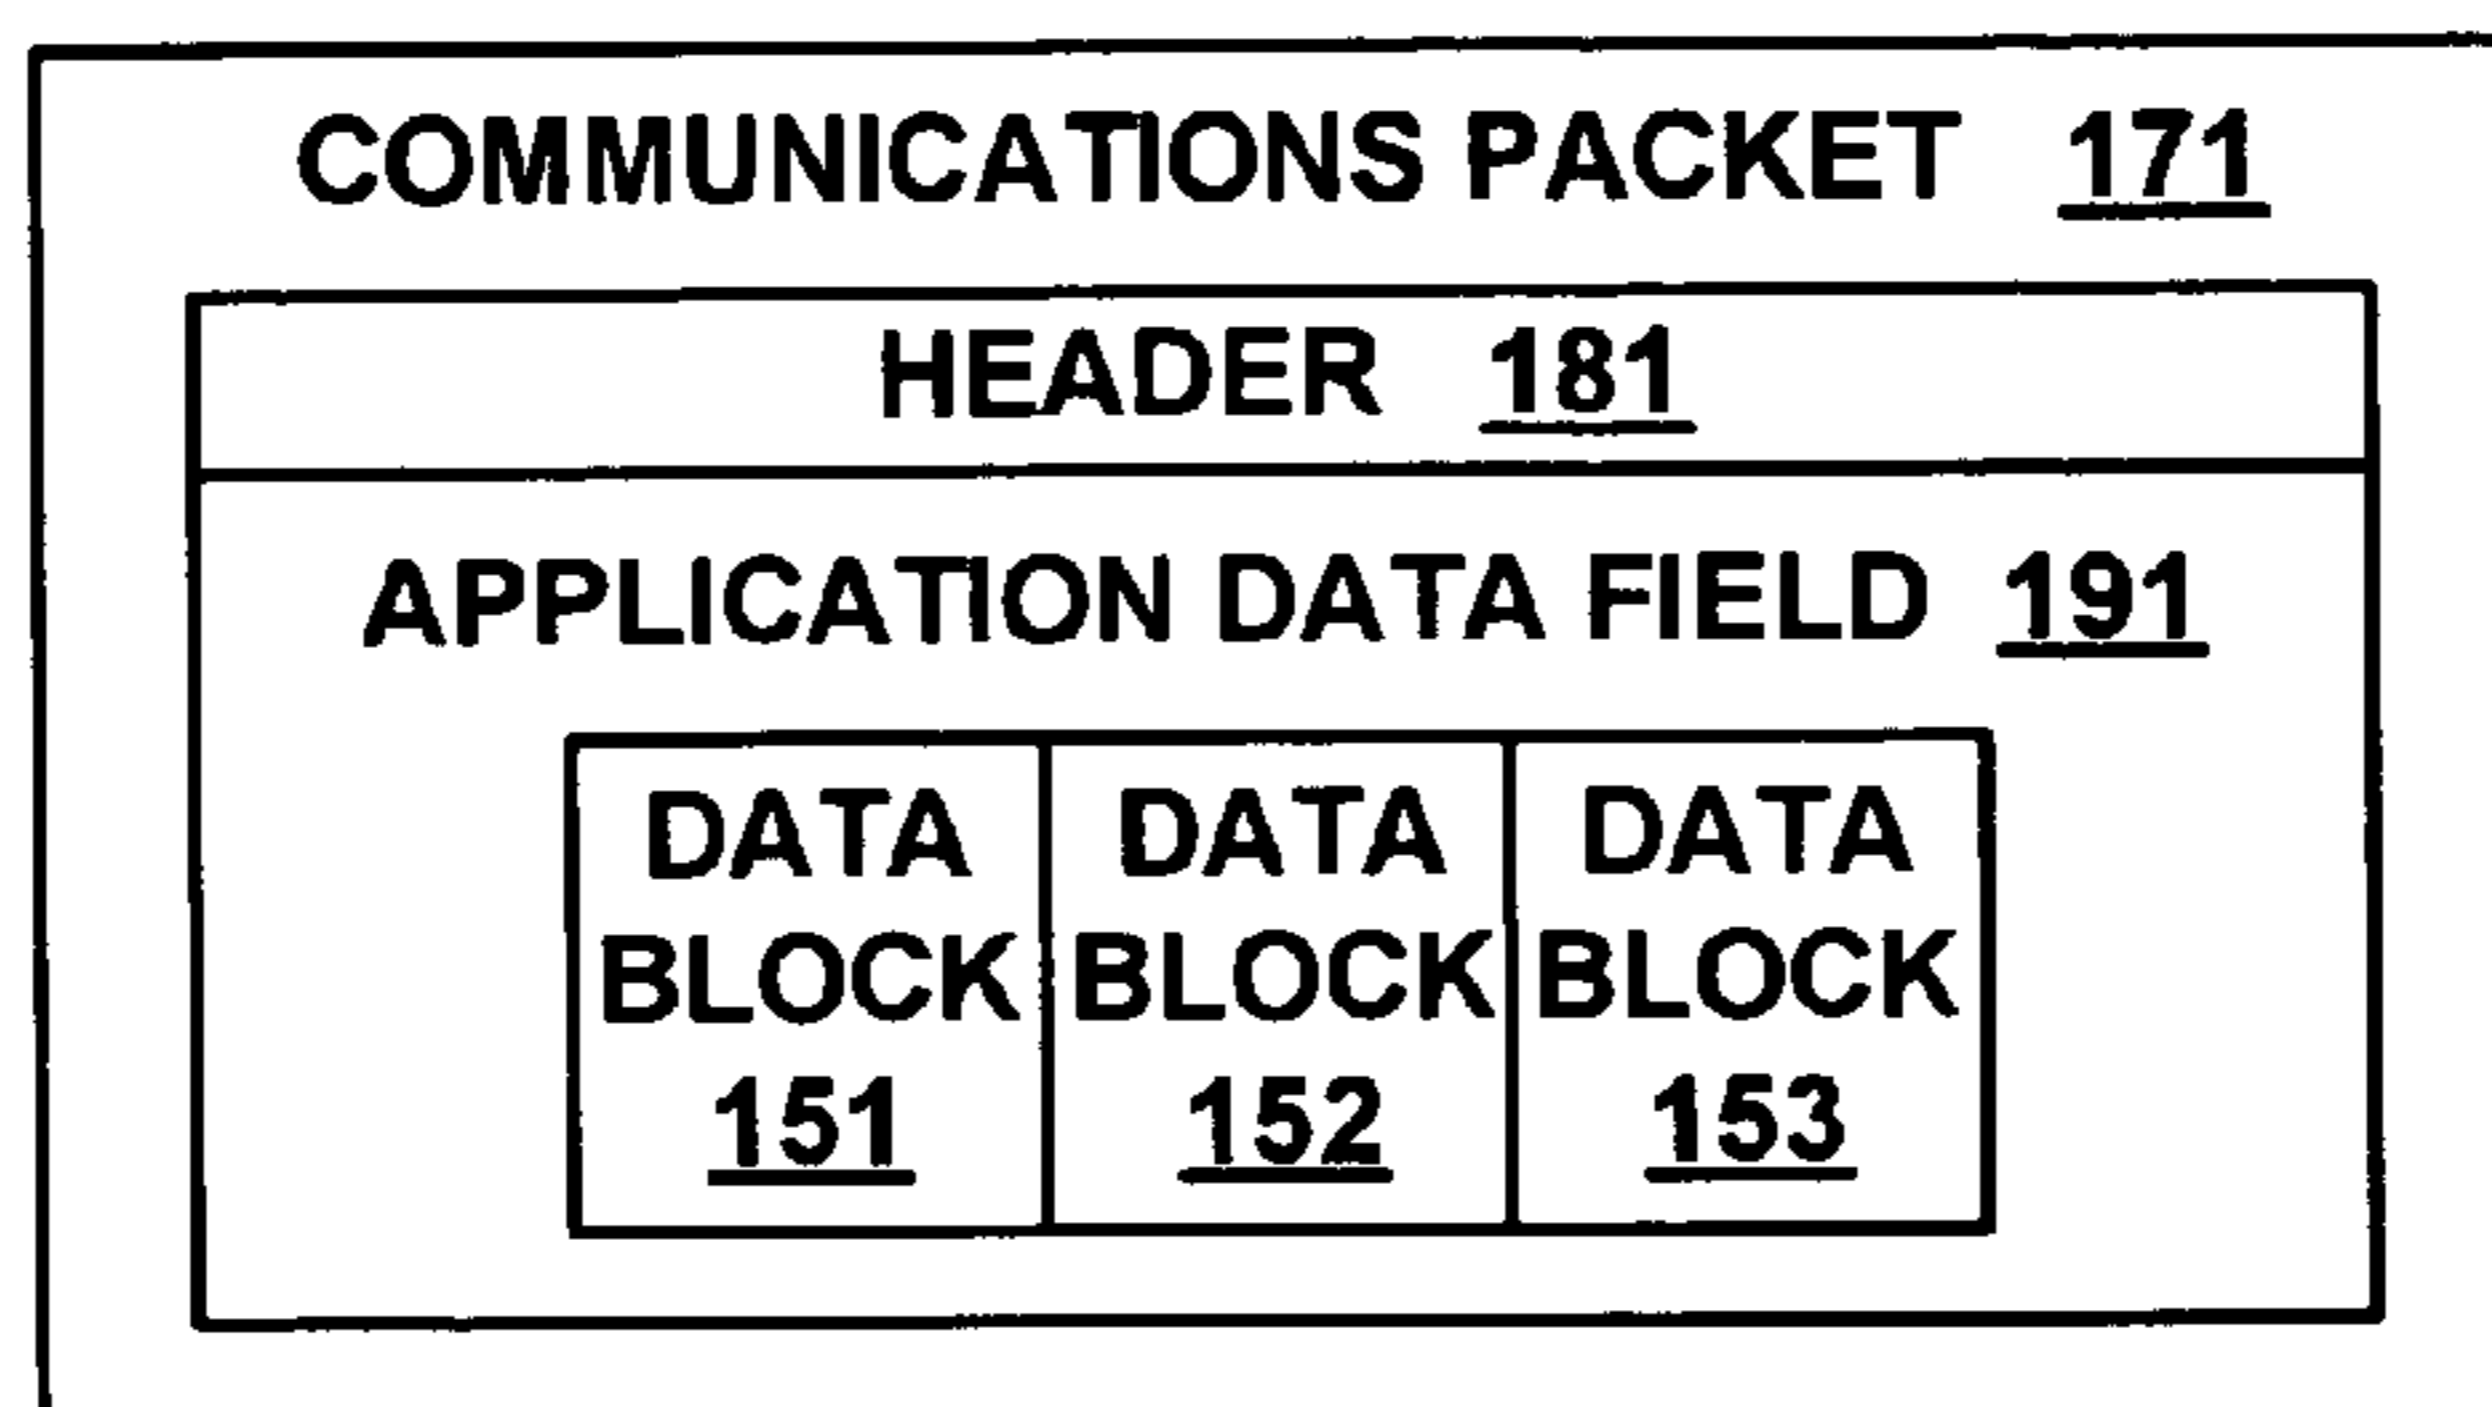 COMMUNICATIONS PACKET 171
HEADER 181
APPLICATION DATA FIELD 191
DATA DATA DATA
BLOCK BLOCK BLOCK
151 152 153